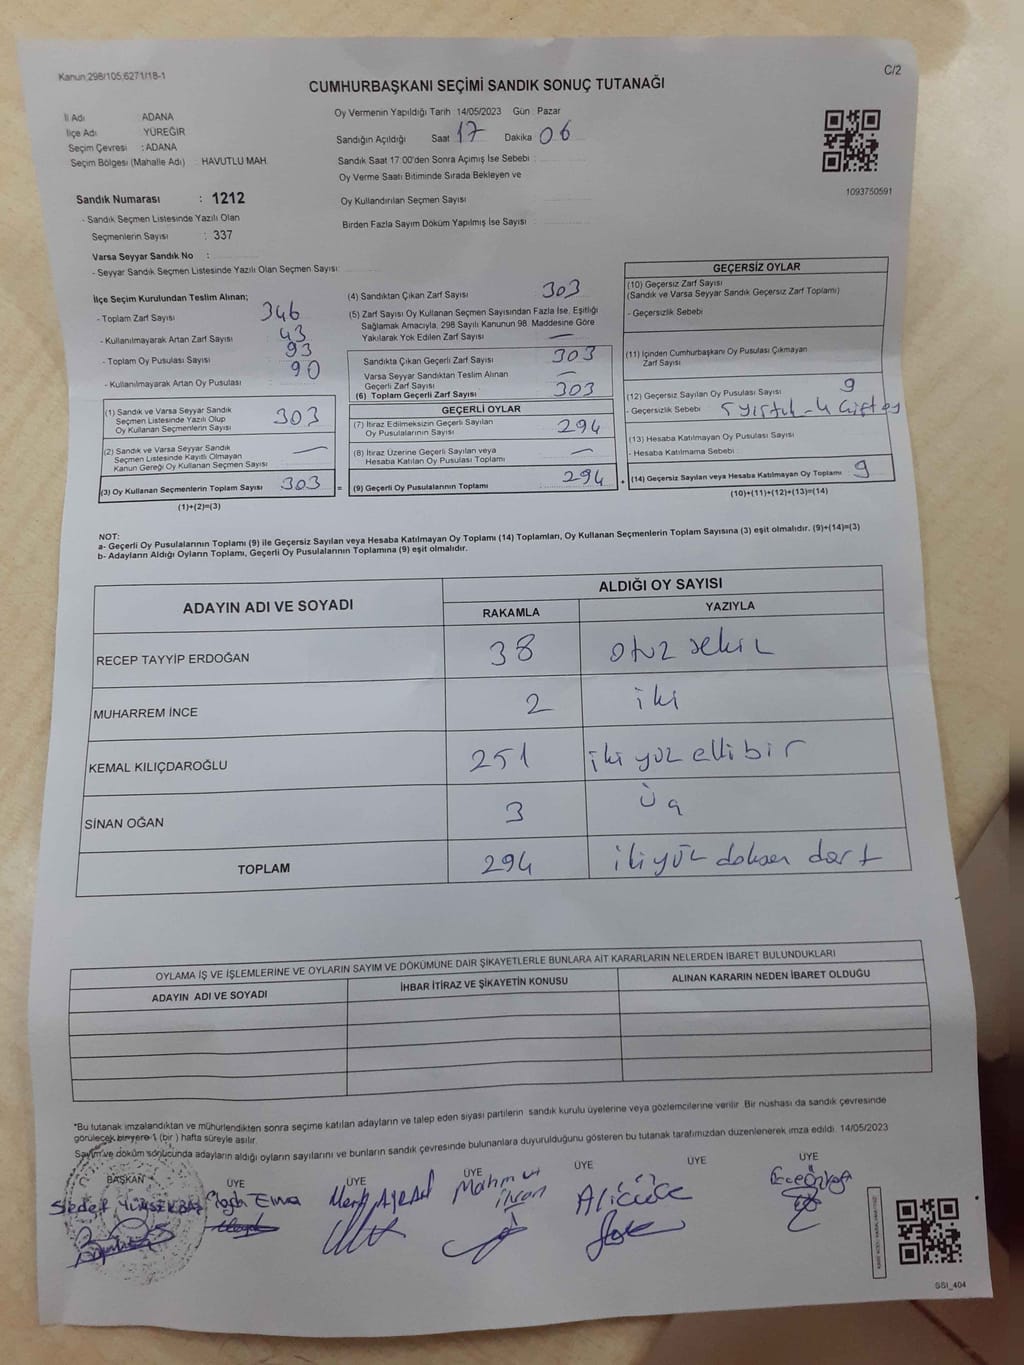 Kanun:298/105,6271/18-1
C/2
CUMHURBAŞKANI SEÇİMİ SANDIK SONUÇ TUTANAĞI
İl Adı ADANA
İlçe Adı YÜREĞİR
Seçim Çevresi : ADANA
Seçim Bölgesi (Mahalle Adı) : HAVUTLU MAH.
Oy Vermenin Yapıldığı Tarih 14/05/2023 Gün : Pazar
Sandığın Açıldığı Saat 17 Dakika 06
Sandık Saat 17:00'den Sonra Açımış İse Sebebi :
Oy Verme Saati Bitiminde Sırada Bekleyen ve
Oy Kullandırılan Seçmen Sayısı
Birden Fazla Sayım Döküm Yapılmış İse Sayısı
1093750591
Sandık Numarası : 1212
- Sandık Seçmen Listesinde Yazılı Olan
Seçmenlerin Sayısı : 337
Varsa Seyyar Sandık No :
- Seyyar Sandık Seçmen Listesinde Yazılı Olan Seçmen Sayısı:
İlçe Seçim Kurulundan Teslim Alınan;
- Toplam Zarf Sayısı 346
- Kullanılmayarak Artan Zarf Sayısı 43
- Toplam Oy Pusulası Sayısı 93
- Kullanılmayarak Artan Oy Pusulası 90
(1) Sandık ve Varsa Seyyar Sandık
Seçmen Listesinde Yazılı Olup
Oy Kullanan Seçmenlerin Sayısı 303
(2) Sandık ve Varsa Seyyar Sandık
Seçmen Listesinde Kayıtlı Olmayan
Kanun Gereği Oy Kullanan Seçmen Sayısı —
(3) Oy Kullanan Seçmenlerin Toplam Sayısı 303 =
(1)+(2)=(3)
(4) Sandıktan Çıkan Zarf Sayısı 303
(5) Zarf Sayısı Oy Kullanan Seçmen Sayısından Fazla İse, Eşitliği
Sağlamak Amacıyla, 298 Sayılı Kanunun 98. Maddesine Göre
Yakılarak Yok Edilen Zarf Sayısı —
Sandıkta Çıkan Geçerli Zarf Sayısı 303
Varsa Seyyar Sandıktan Teslim Alınan
Geçerli Zarf Sayısı —
(6) Toplam Geçerli Zarf Sayısı 303
GEÇERLİ OYLAR
(7) İtiraz Edilmeksizin Geçerli Sayılan
Oy Pusulalarının Sayısı 294
(8) İtiraz Üzerine Geçerli Sayılan veya
Hesaba Katılan Oy Pusulası Toplamı —
(9) Geçerli Oy Pusulalarının Toplamı 294 +
GEÇERSİZ OYLAR
(10) Geçersiz Zarf Sayısı
(Sandık ve Varsa Seyyar Sandık Geçersiz Zarf Toplamı)
- Geçersizlik Sebebi
(11) İçinden Cumhurbaşkanı Oy Pusulası Çıkmayan
Zarf Sayısı
(12) Geçersiz Sayılan Oy Pusulası Sayısı 9
- Geçersizlik Sebebi 5 yırtık - 4 Çift oy
(13) Hesaba Katılmayan Oy Pusulası Sayısı
- Hesaba Katılmama Sebebi
(14) Geçersiz Sayılan veya Hesaba Katılmayan Oy Toplamı 9
(10)+(11)+(12)+(13)=(14)
NOT:
a- Geçerli Oy Pusulalarının Toplamı (9) ile Geçersiz Sayılan veya Hesaba Katılmayan Oy Toplamı (14) Toplamları, Oy Kullanan Seçmenlerin Toplam Sayısına (3) eşit olmalıdır. (9)+(14)=(3)
b- Adayların Aldığı Oyların Toplamı, Geçerli Oy Pusulalarının Toplamına (9) eşit olmalıdır.
ADAYIN ADI VE SOYADI ALDIĞI OY SAYISI
RAKAMLA YAZIYLA
RECEP TAYYİP ERDOĞAN 38 otuz sekiz
MUHARREM İNCE 2 iki
KEMAL KILIÇDAROĞLU 251 iki yüz elli bir
SİNAN OĞAN 3 üç
TOPLAM 294 iki yüz doksan dört
OYLAMA İŞ VE İŞLEMLERİNE VE OYLARIN SAYIM VE DÖKÜMÜNE DAİR ŞİKAYETLERLE BUNLARA AİT KARARLARIN NELERDEN İBARET BULUNDUKLARI
ADAYIN ADI VE SOYADI İHBAR İTİRAZ VE ŞİKAYETİN KONUSU ALINAN KARARIN NEDEN İBARET OLDUĞU
*Bu tutanak imzalandıktan ve mühürlendikten sonra seçime katılan adayların ve talep eden siyasi partilerin sandık kurulu üyelerine veya gözlemcilerine verilir. Bir nüshası da sandık çevresinde
görülecek bir yere 1 (bir ) hafta süreyle asılır.
Sayım ve döküm sonucunda adayların aldığı oyların sayılarını ve bunların sandık çevresinde bulunanlara duyurulduğunu gösteren bu tutanak tarafımızdan düzenlenerek imza edildi. 14/05/2023
BAŞKAN ÜYE ÜYE ÜYE ÜYE ÜYE ÜYE
Sedef Mahmut
Ali
SSI_404